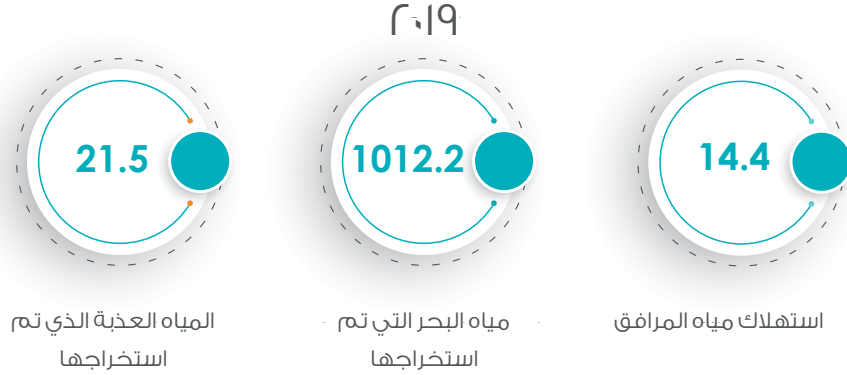 ٢٠١٩
14.4
استهلاك مياه المرافق
1012.2
مياه البحر التي تم
استخراجها
21.5
المياه العذبة الذي تم
استخراجها